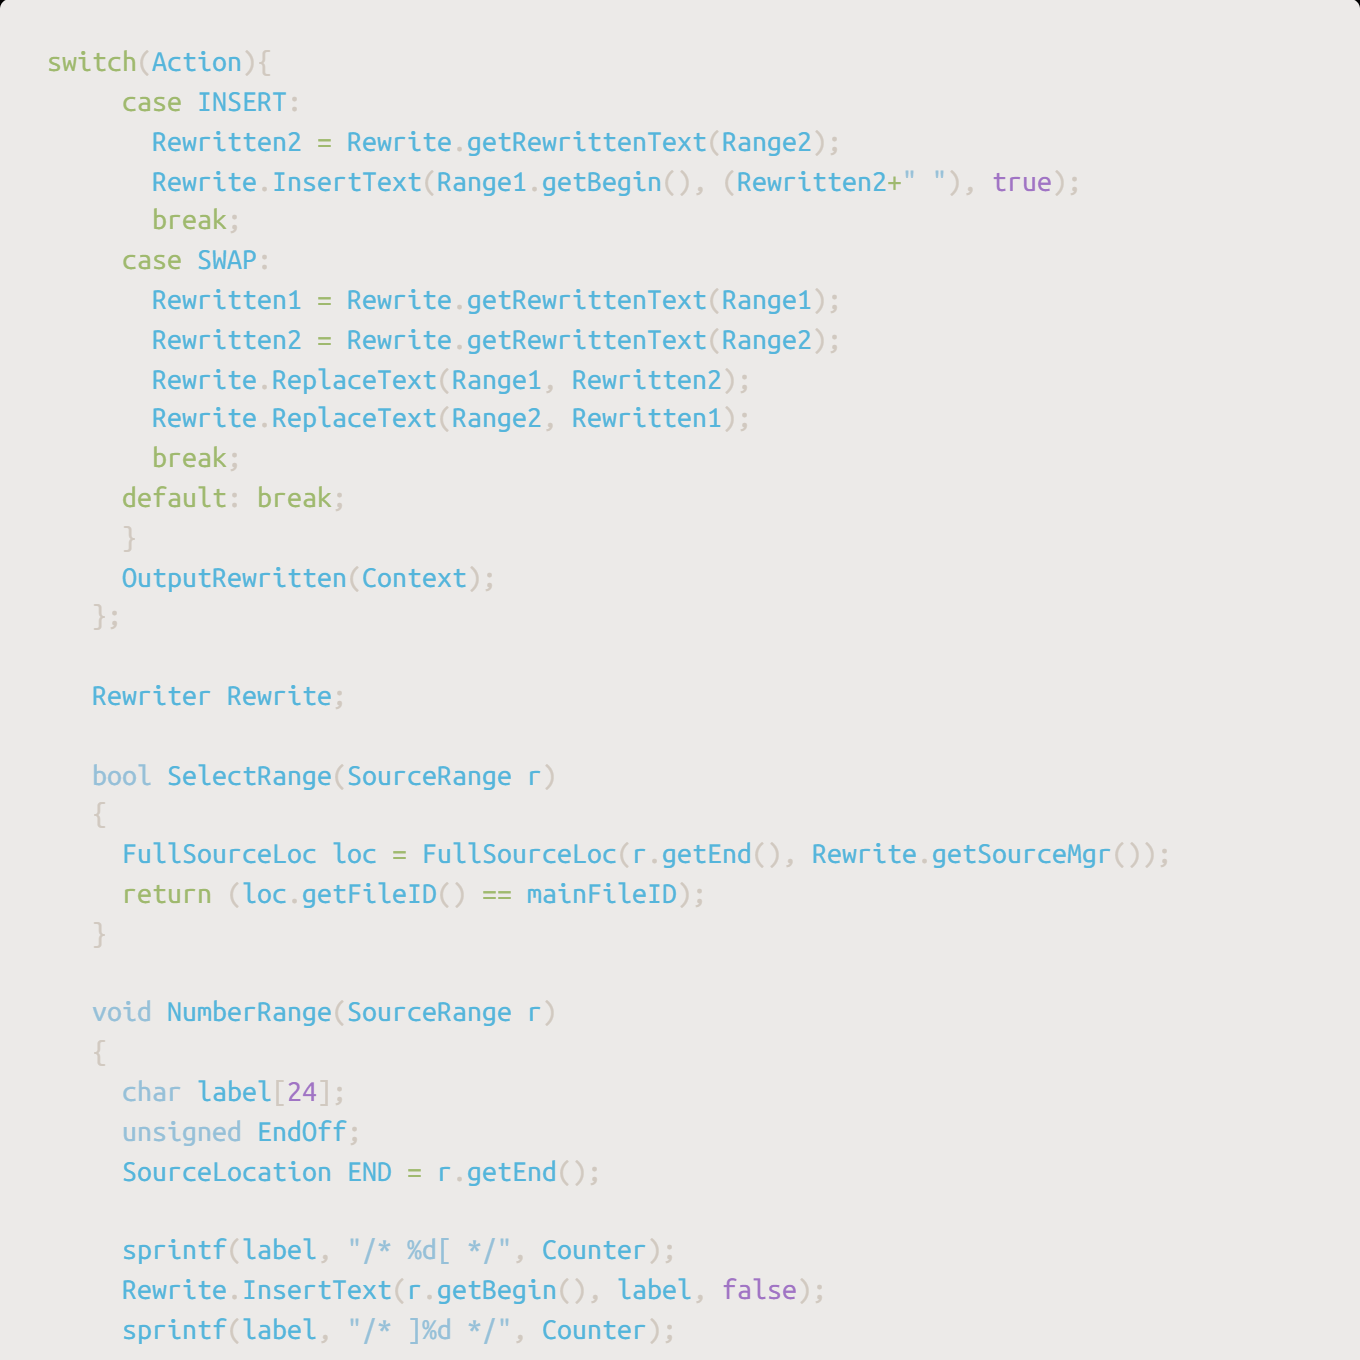 switch(Action){
case INSERT:
Rewritten2 = Rewrite.getRewrittenText(Range2);
Rewrite.InsertText(Range1.getBegin(), (Rewritten2+" "), true);
break;
case SWAP:
Rewritten1 = Rewrite.getRewrittenText(Range1);
Rewritten2 = Rewrite.getRewrittenText(Range2);
Rewrite.ReplaceText(Range1, Rewritten2);
Rewrite.ReplaceText(Range2, Rewritten1);
break;
default: break;
}
OutputRewritten(Context);
};
Rewriter Rewrite;
bool SelectRange(SourceRange r)
{
FullSourceLoc loc = FullSourceLoc(r.getEnd(), Rewrite.getSourceMgr());
return (loc.getFileID() == mainFileID);
}
void NumberRange(SourceRange r)
{
char label[24];
unsigned EndOff;
SourceLocation END = r.getEnd();
sprintf(label, "/* %d[ */", Counter);
Rewrite.InsertText(r.getBegin(), label, false);
sprintf(label, "/* ]%d */", Counter);